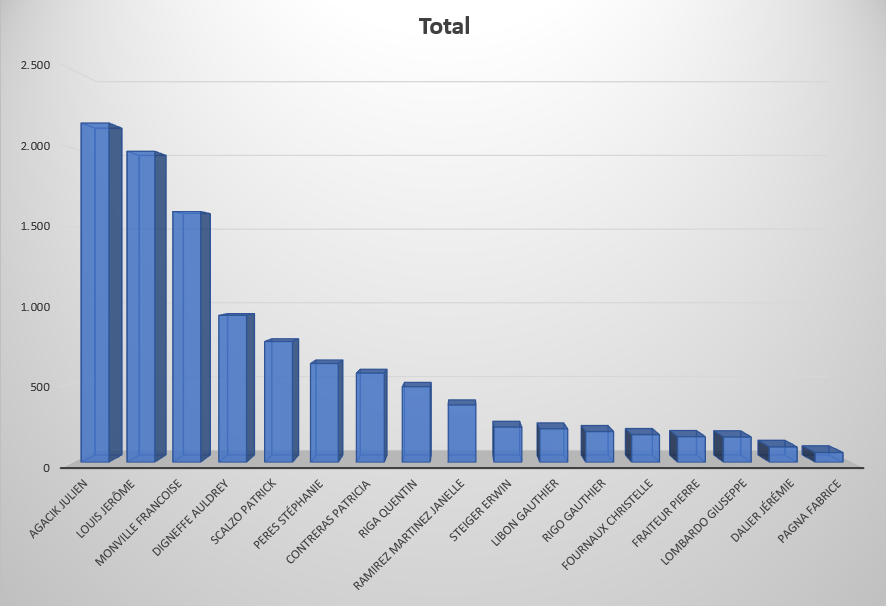 Total
2.500
2.000
1.500
1.000
500
0
AGACIK JULIEN
LOUIS JERÔME
MONVILLE FRANCOISE
DIGNEFFE AULDREY
SCALZO PATRICK
PERES STÉPHANIE
CONTRERAS PATRICIA
RIGA QUENTIN
RAMIREZ MARTINEZ JANELLE
STEIGER ERWIN
LIBON GAUTHIER
RIGO GAUTHIER
FOURNAUX CHRISTELLE
FRAITEUR PIERRE
LOMBARDO GIUSEPPE
DALIER JÉRÉMIE
PAGNA FABRICE